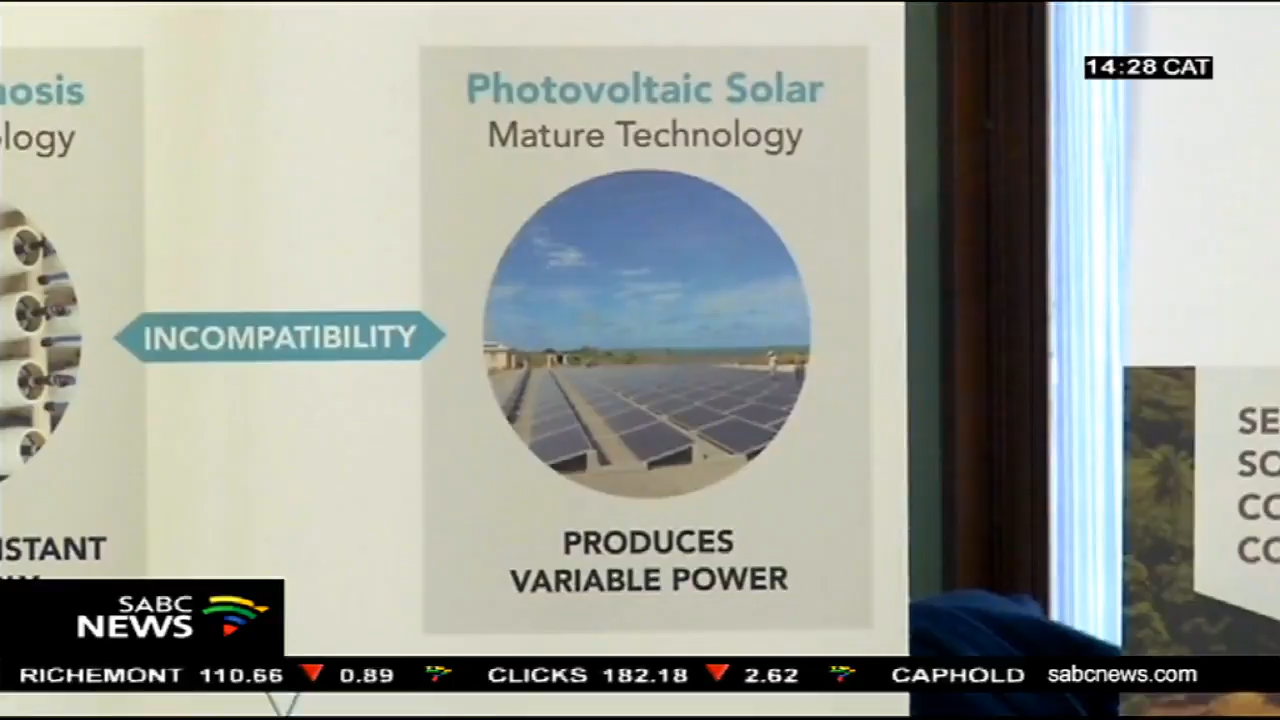 14:28 CAT
Photovoltaic Solar
Mature Technology
INCOMPATIBILITY
PRODUCES
VARIABLE POWER
SABC
NEWS
RICHEMONT 110.66 0.89 CLICKS 182.18 2.62 CAPHOLD sabcnews.com